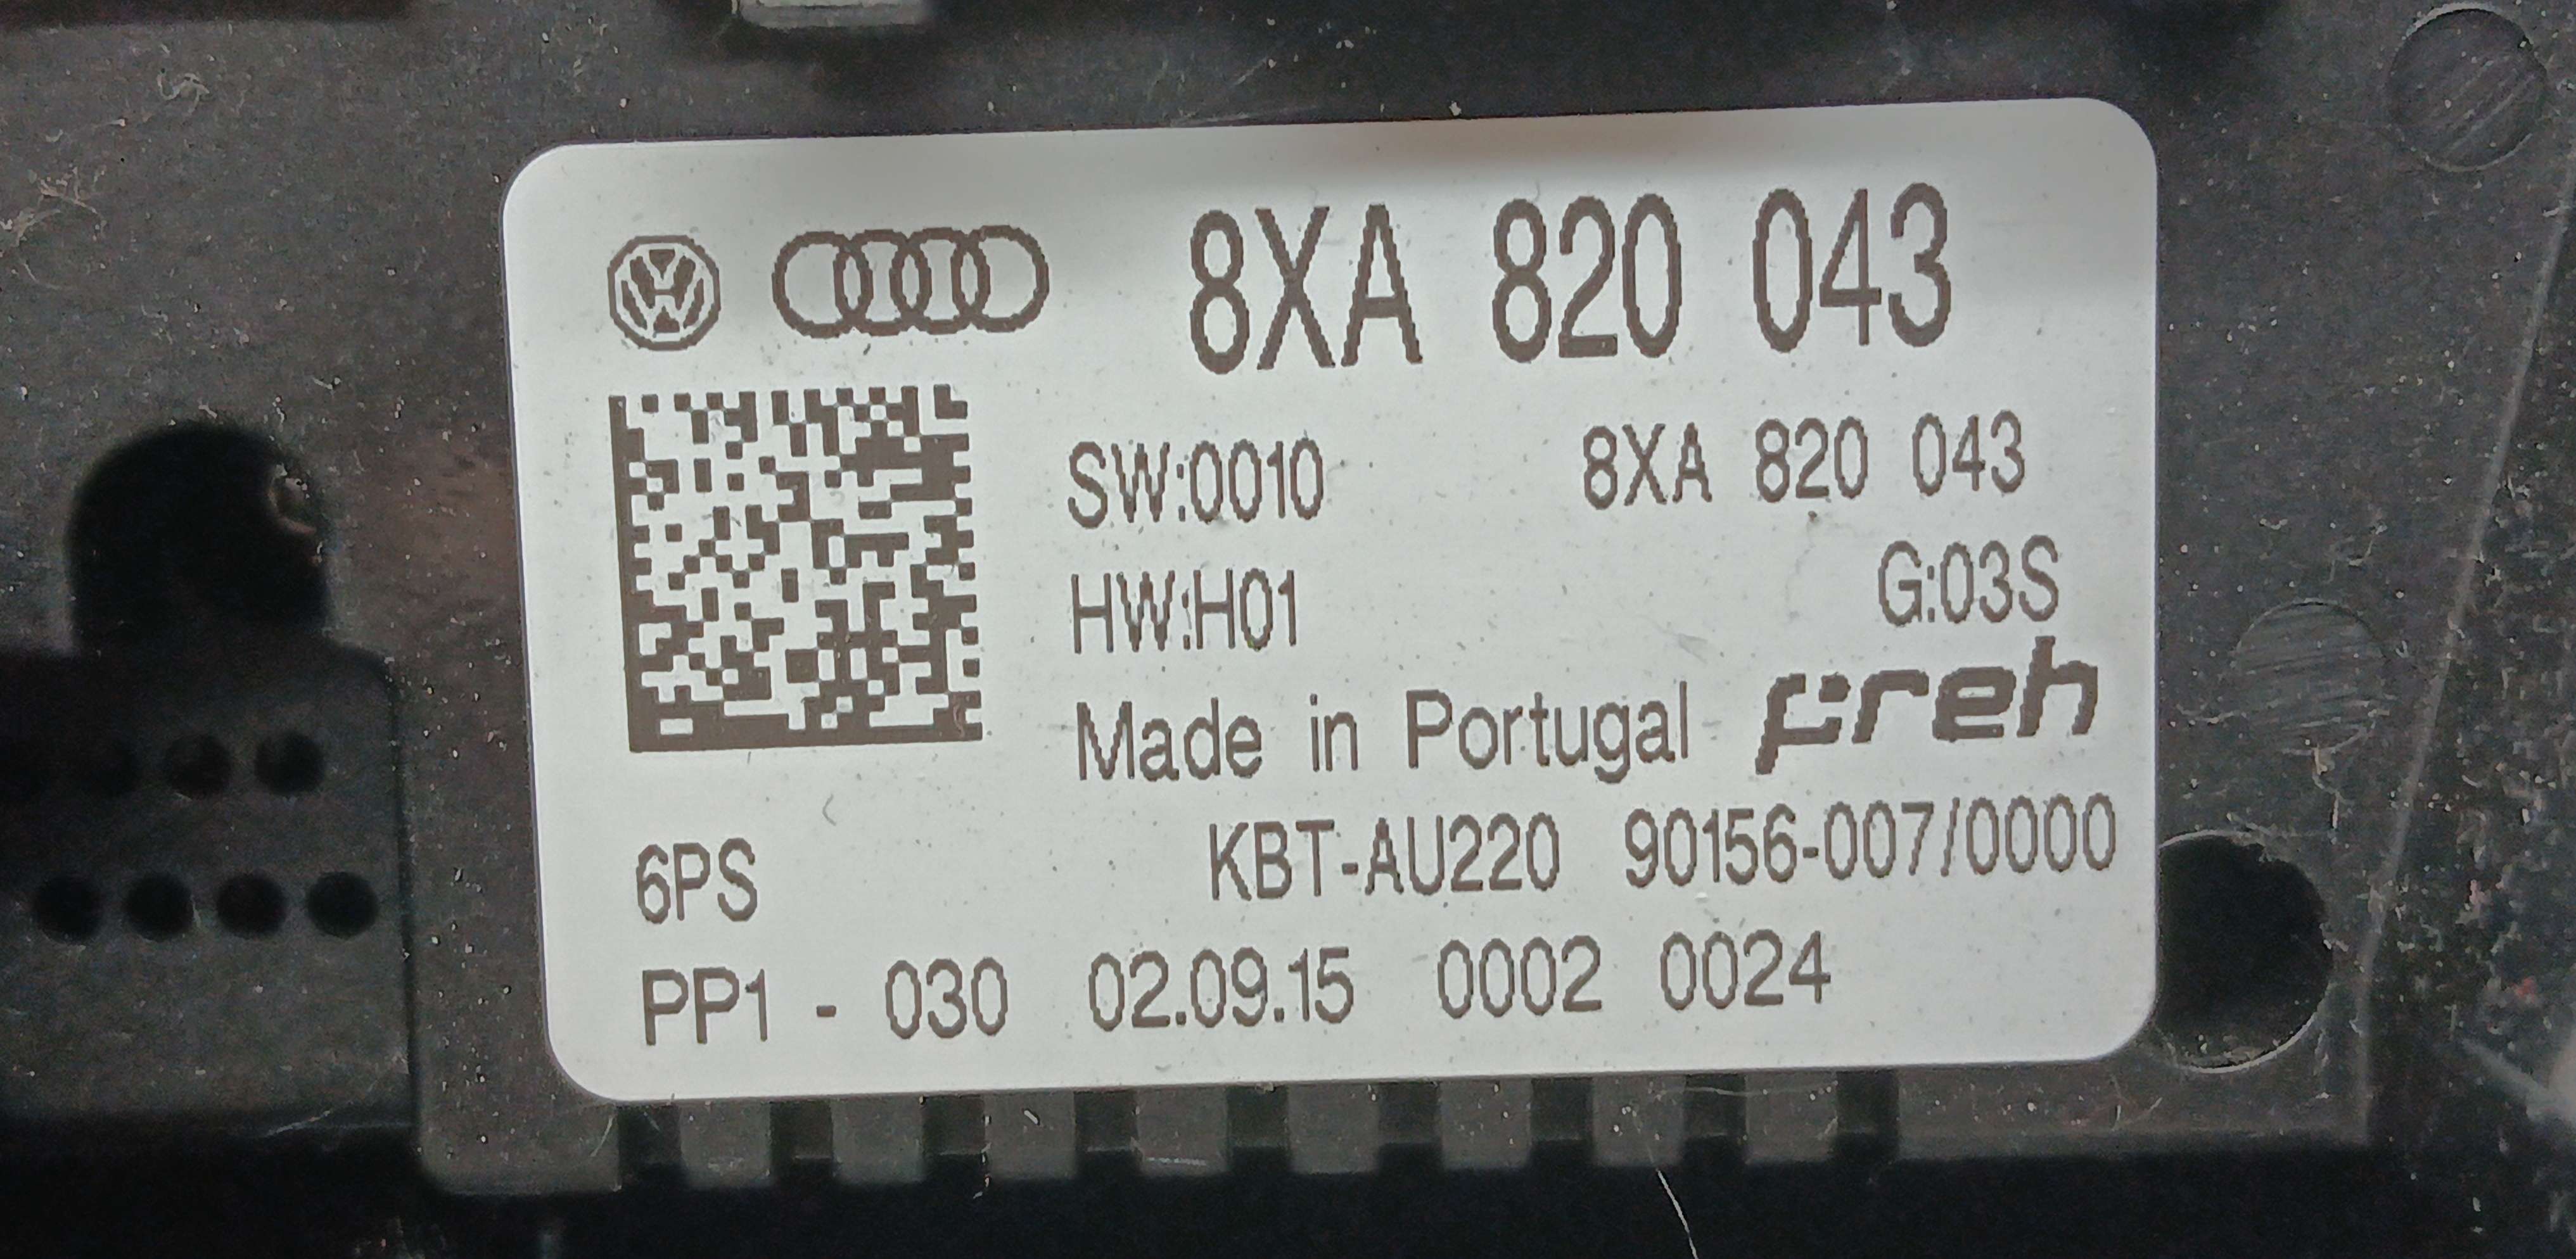 8XA 820 043
SW:0010 8XA 820 043
HW:H01 G:03S
Made in Portugal preh
KBT-AU220 90156-007/0000
6PS
PP1 - 030 02.09.15 0002 0024